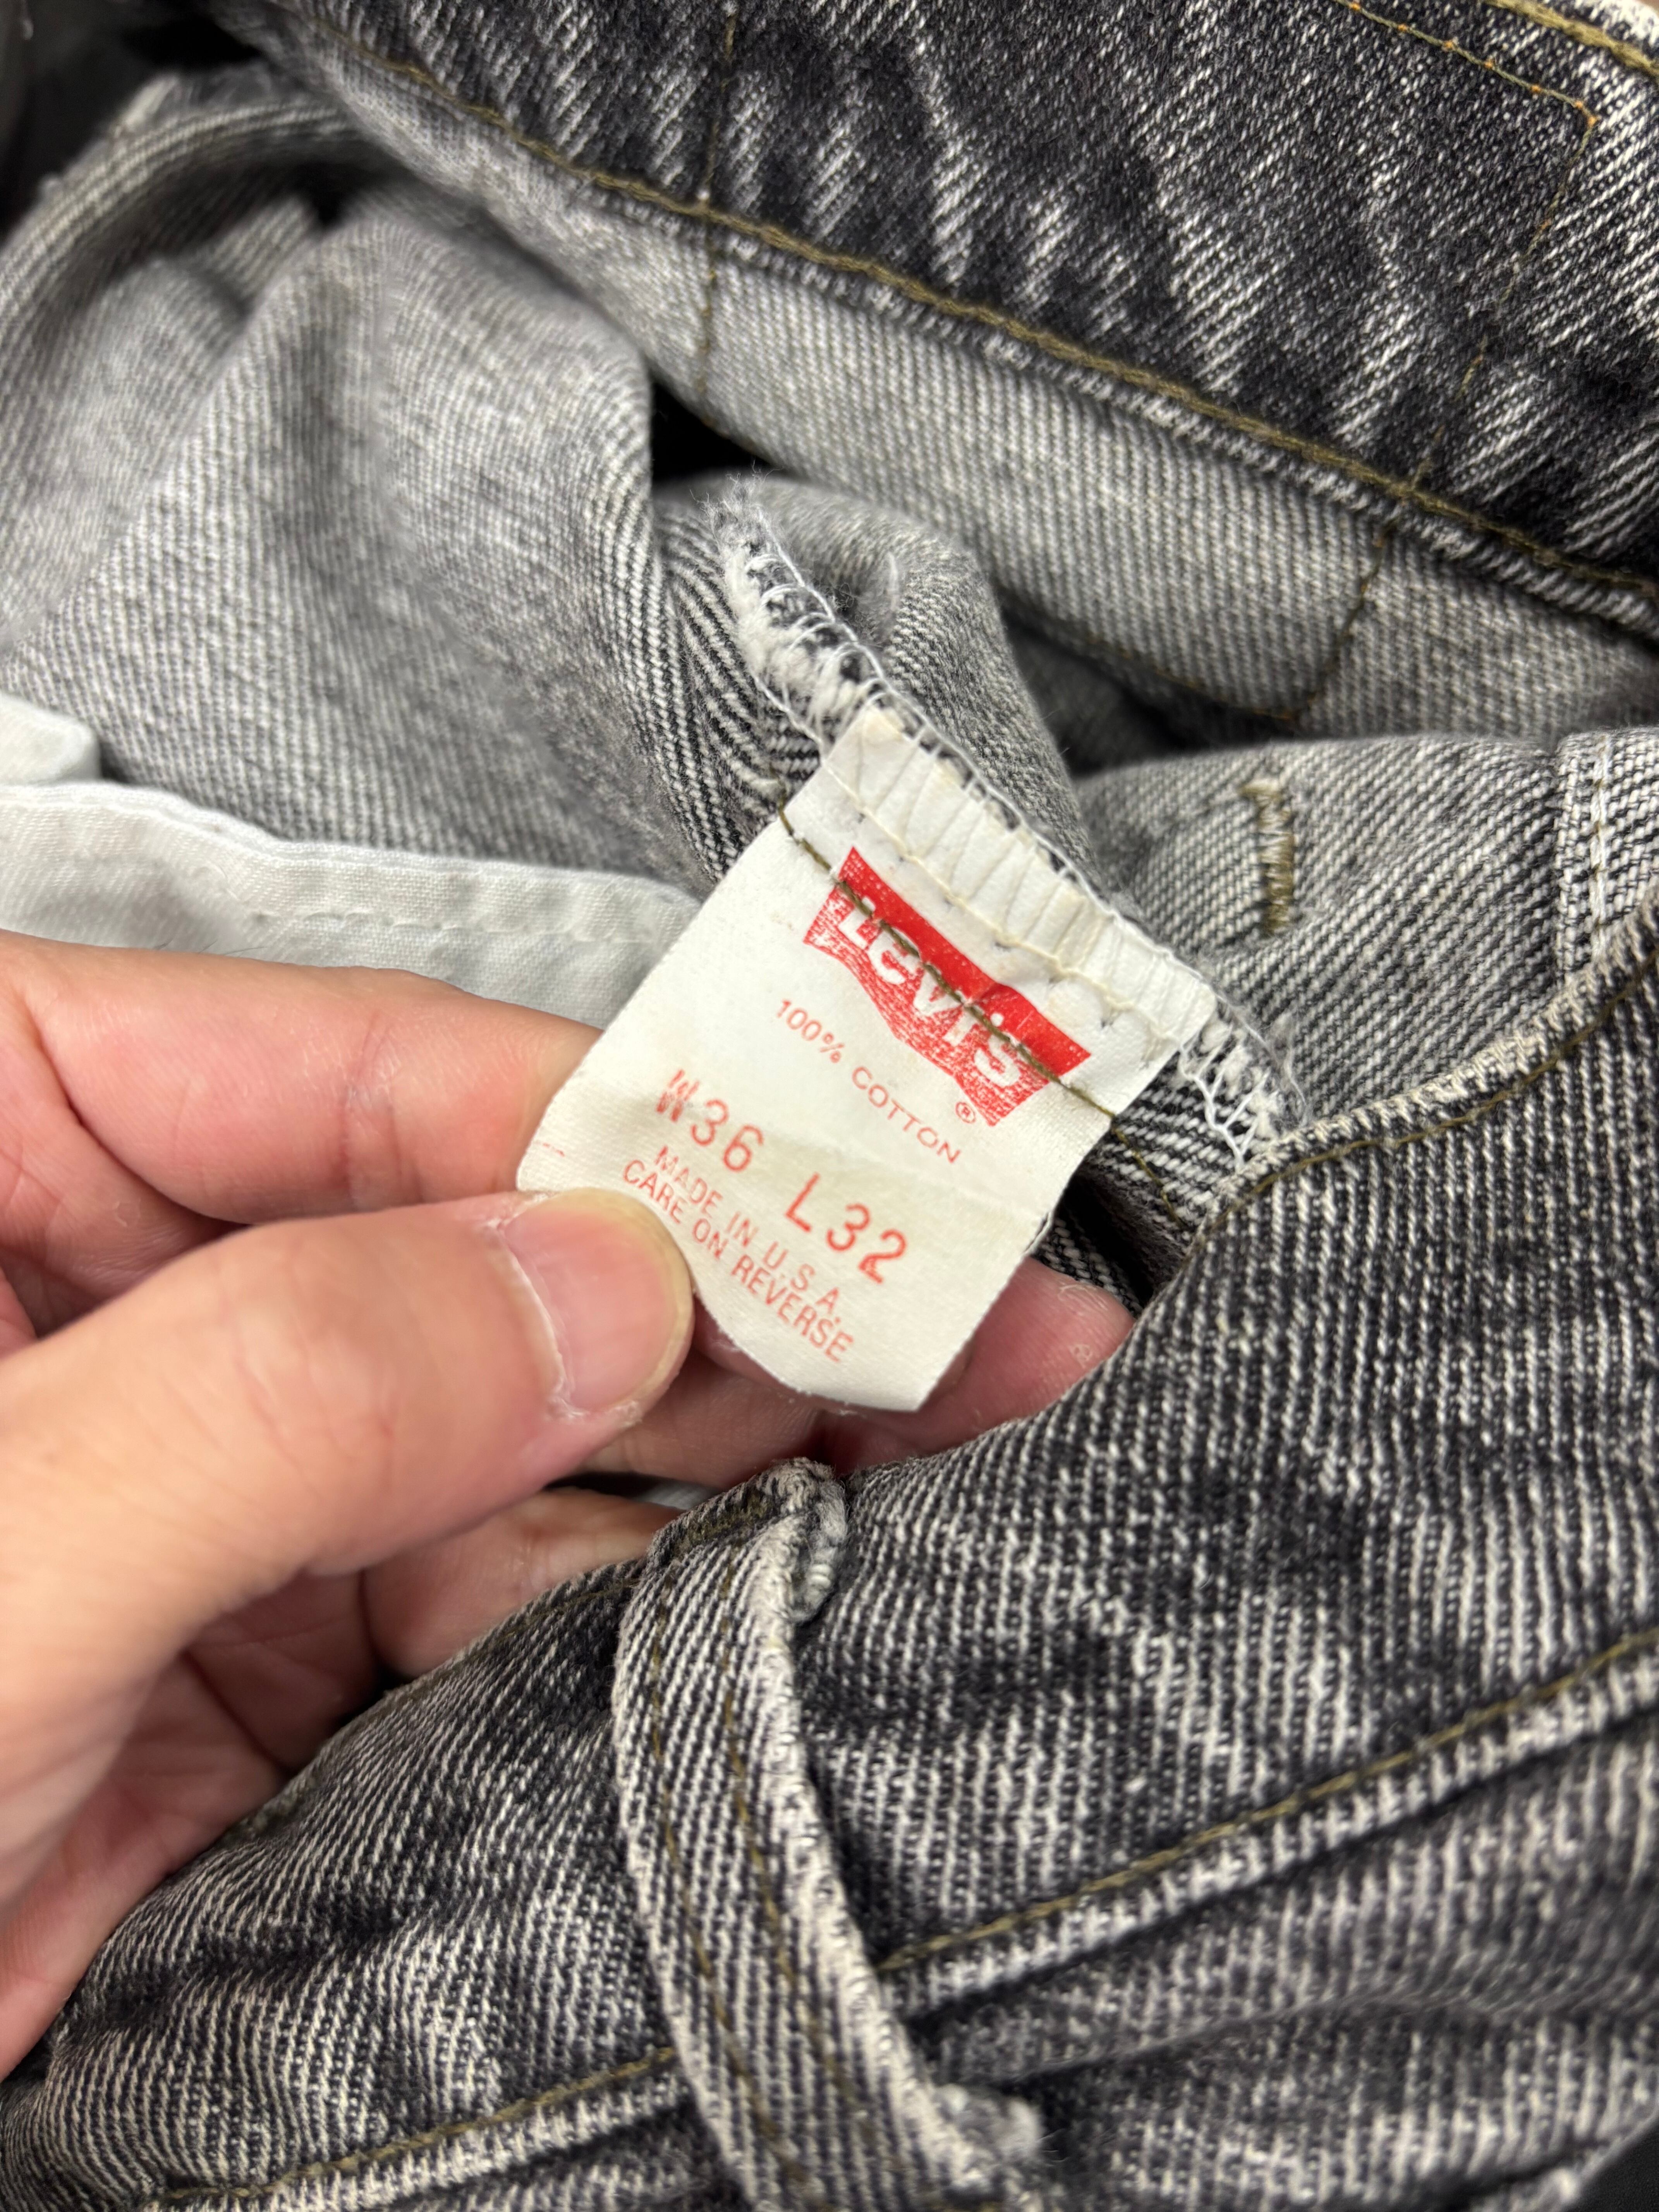 Levi's
®
100% COTTON
W36 L32
MADE IN U.S.A.
CARE ON REVERSE